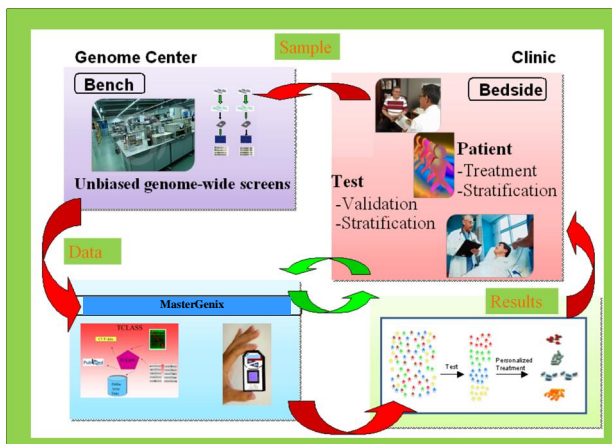 Sample
Genome Center
Clinic
Bench
Bedside
Unbiased genome-wide screens
Patient
-Treatment
-Stratification
Test
-Validation
-Stratification
Data
MasterGenix
Results
TCLASS
Test
Personalized
Treatment